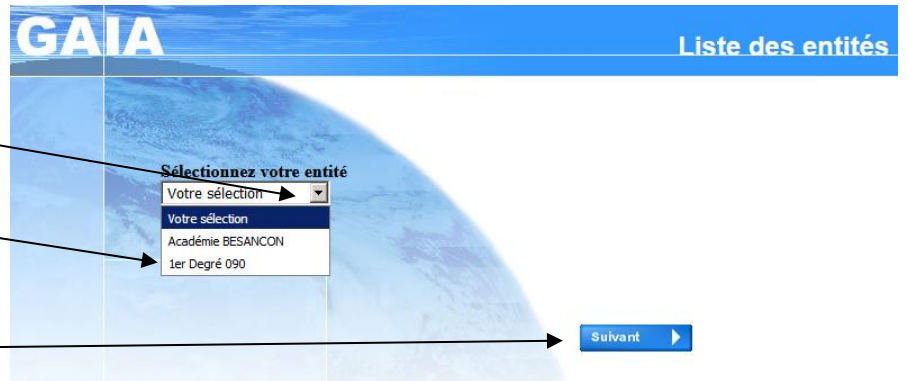 GAIA
Liste des entités
Sélectionnez votre entité
Votre sélection
Votre sélection
Académie BESANCON
1er Degré 090
Suivant